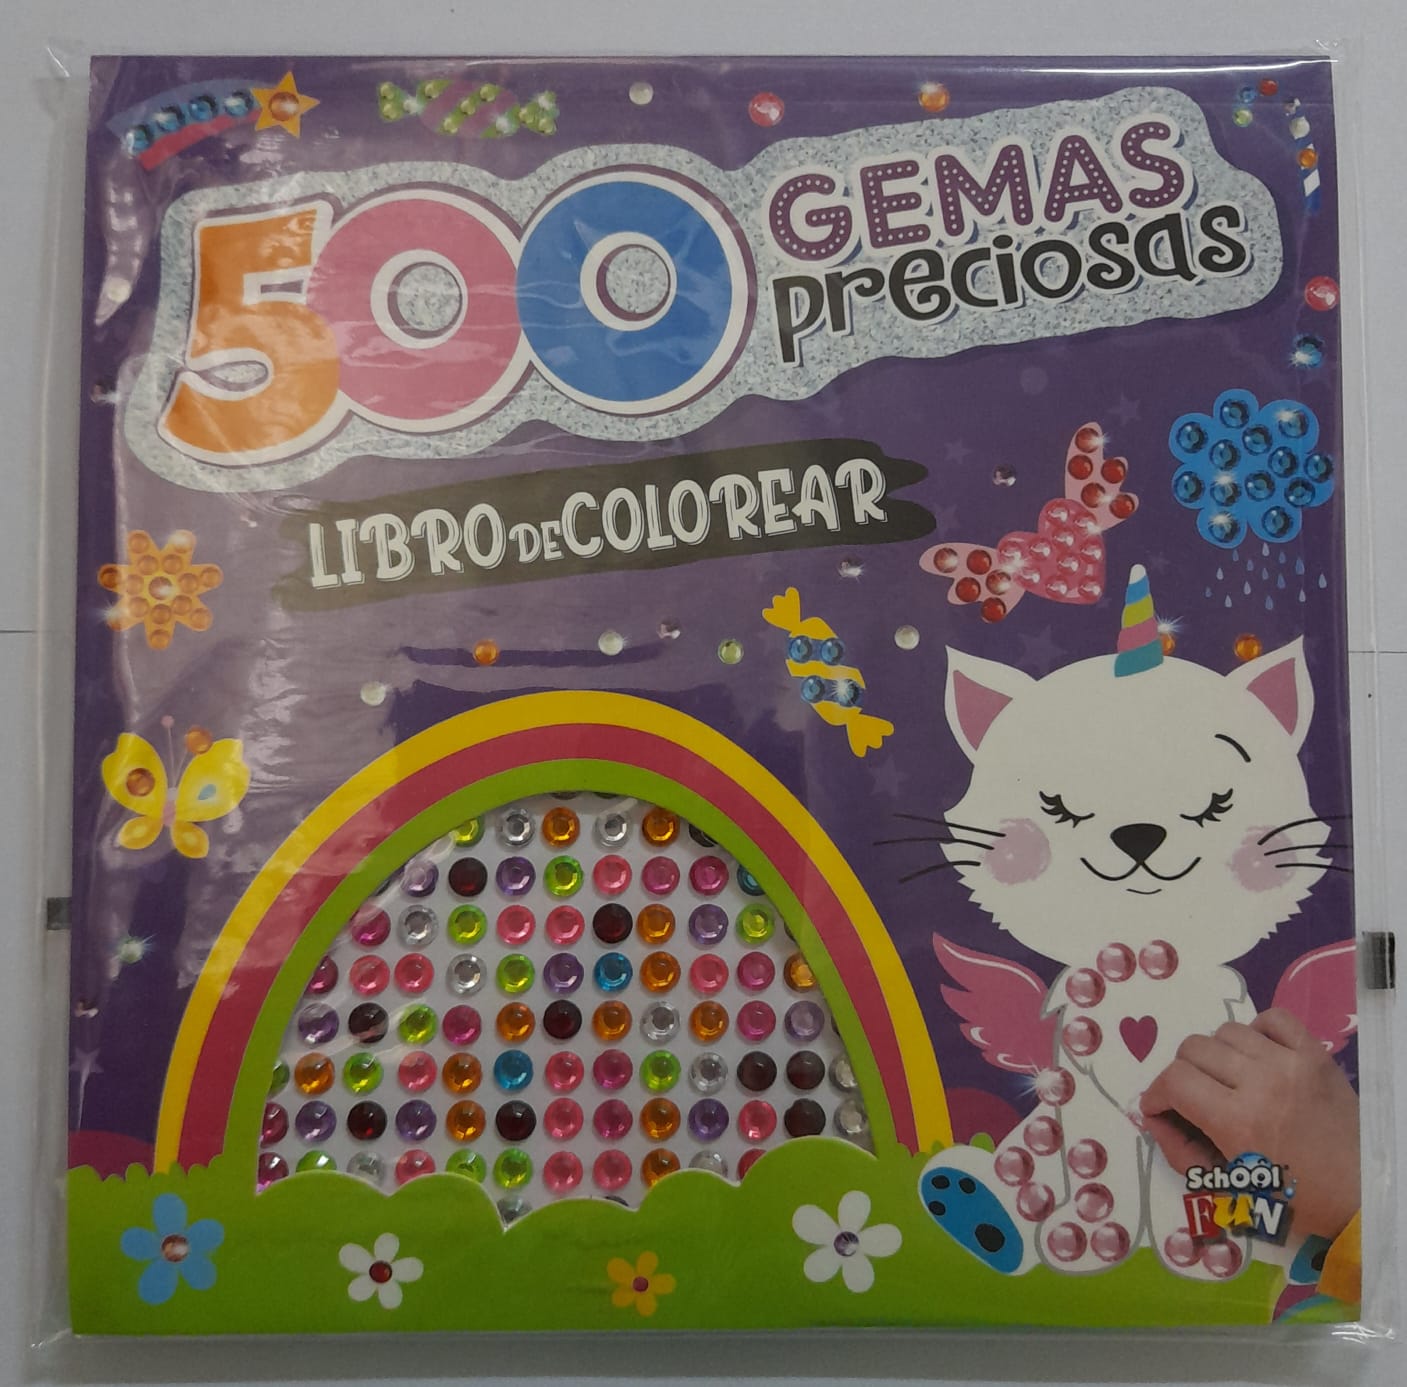 500 GEMAS
preciosas
LIBRO DE COLOREAR
SchOOl
FUN